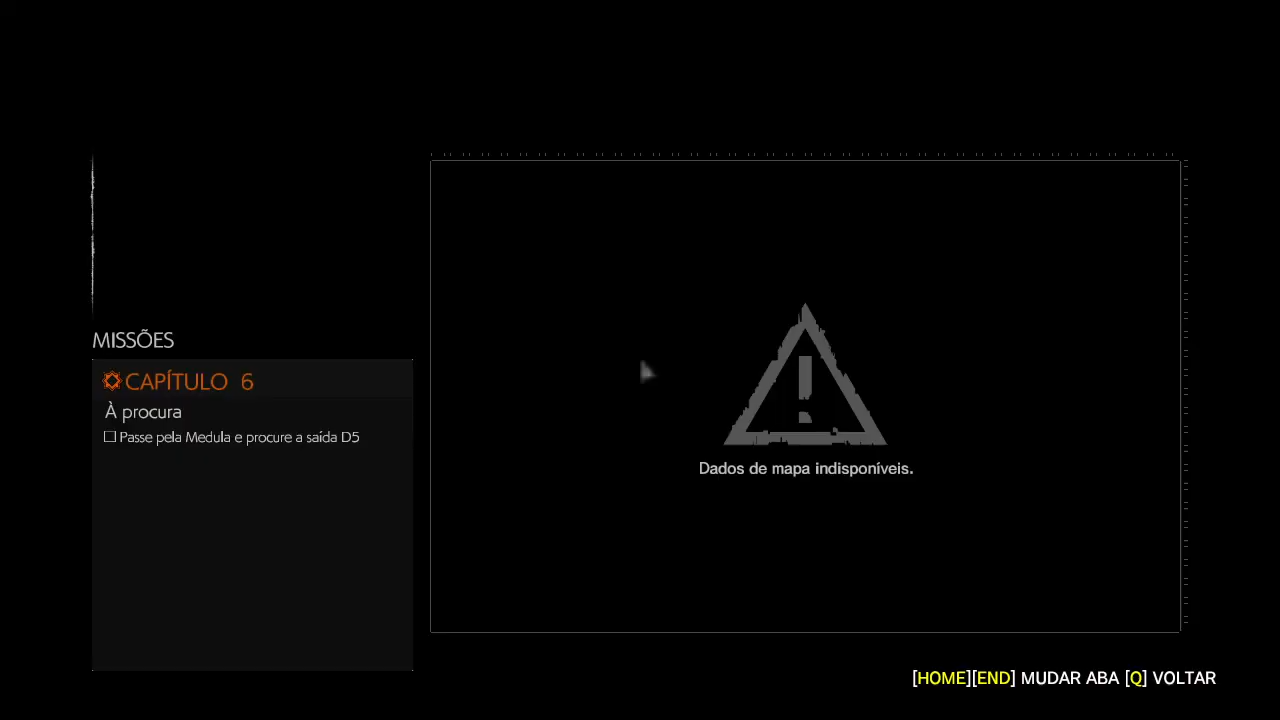 MISSÕES
CAPÍTULO 6
À procura
Passe pela Medula e procure a saída D5
Dados de mapa indisponíveis.
[HOME][END] MUDAR ABA [Q] VOLTAR